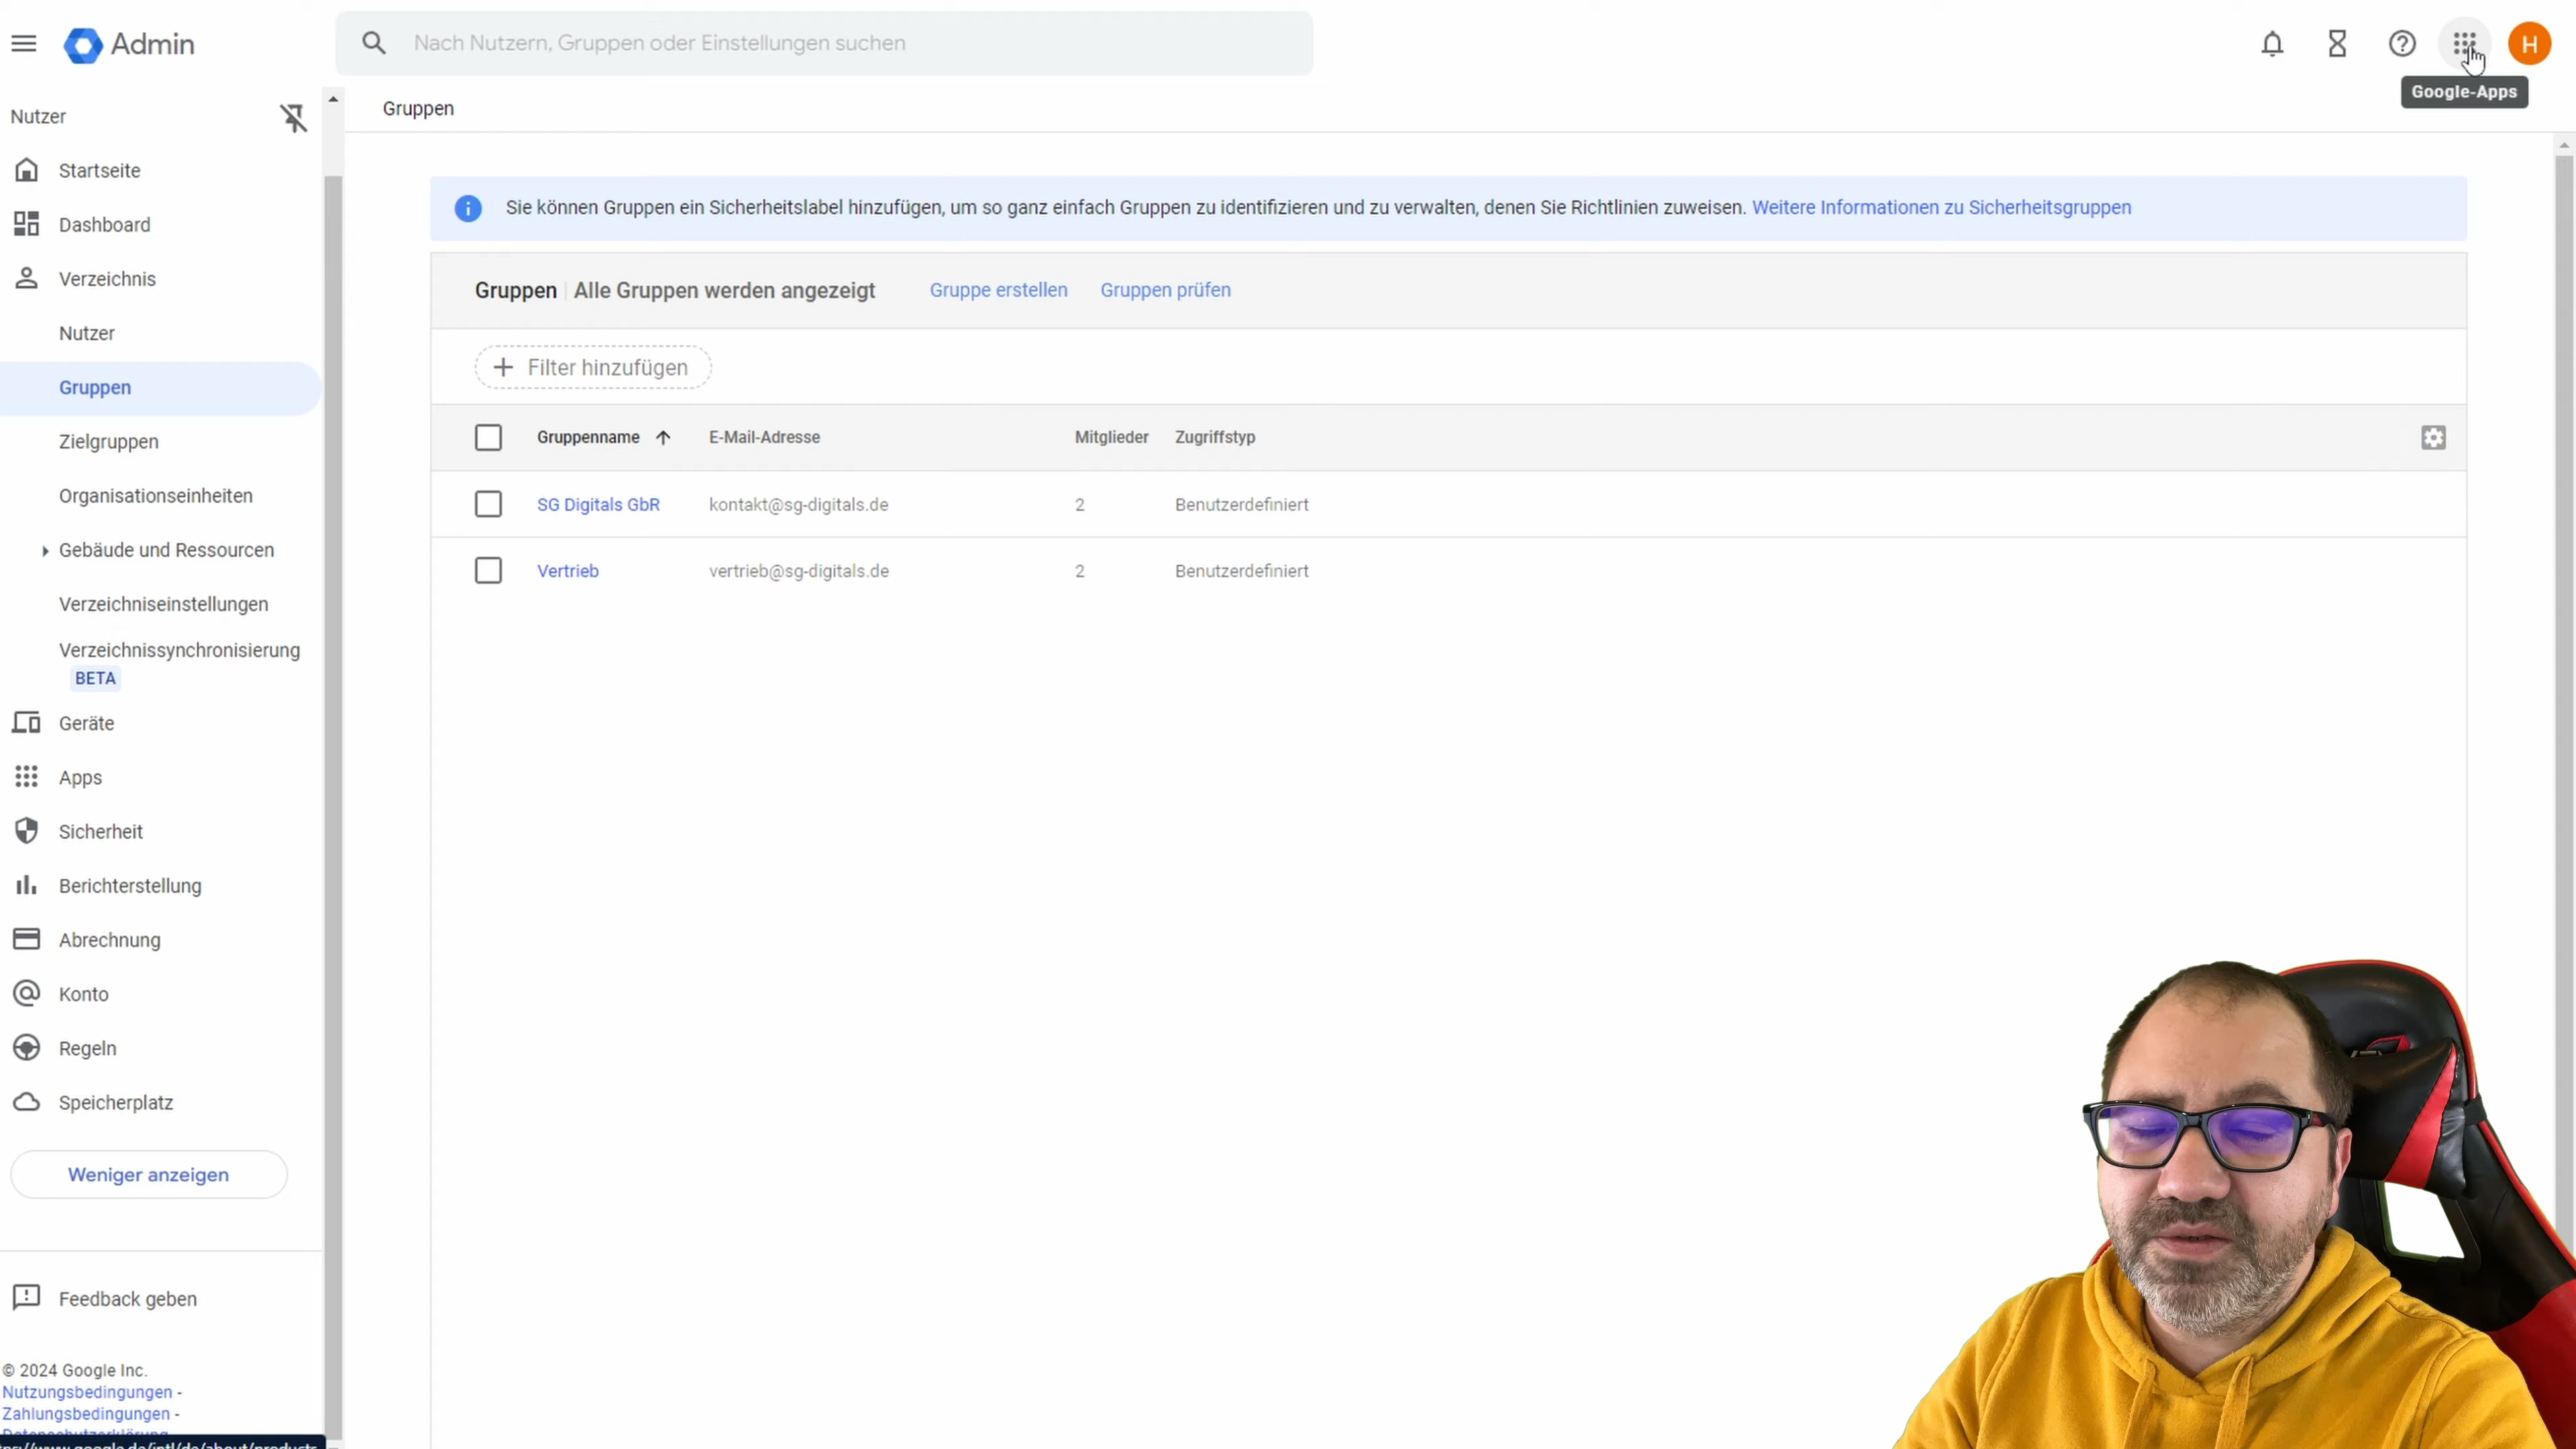 Admin
Nach Nutzern, Gruppen oder Einstellungen suchen
H
Google-Apps
Nutzer
Startseite
Dashboard
Verzeichnis
Nutzer
Gruppen
Zielgruppen
Organisationseinheiten
Gebäude und Ressourcen
Verzeichniseinstellungen
Verzeichnissynchronisierung
BETA
Geräte
Apps
Sicherheit
Berichterstellung
Abrechnung
Konto
Regeln
Speicherplatz
Weniger anzeigen
Feedback geben
© 2024 Google Inc.
Nutzungsbedingungen -
Zahlungsbedingungen -
Gruppen
Sie können Gruppen ein Sicherheitslabel hinzufügen, um so ganz einfach Gruppen zu identifizieren und zu verwalten, denen Sie Richtlinien zuweisen. Weitere Informationen zu Sicherheitsgruppen
Gruppen | Alle Gruppen werden angezeigt Gruppe erstellen Gruppen prüfen
+ Filter hinzufügen
Gruppenname E-Mail-Adresse Mitglieder Zugriffstyp
SG Digitals GbR kontakt@sg-digitals.de 2 Benutzerdefiniert
Vertrieb vertrieb@sg-digitals.de 2 Benutzerdefiniert